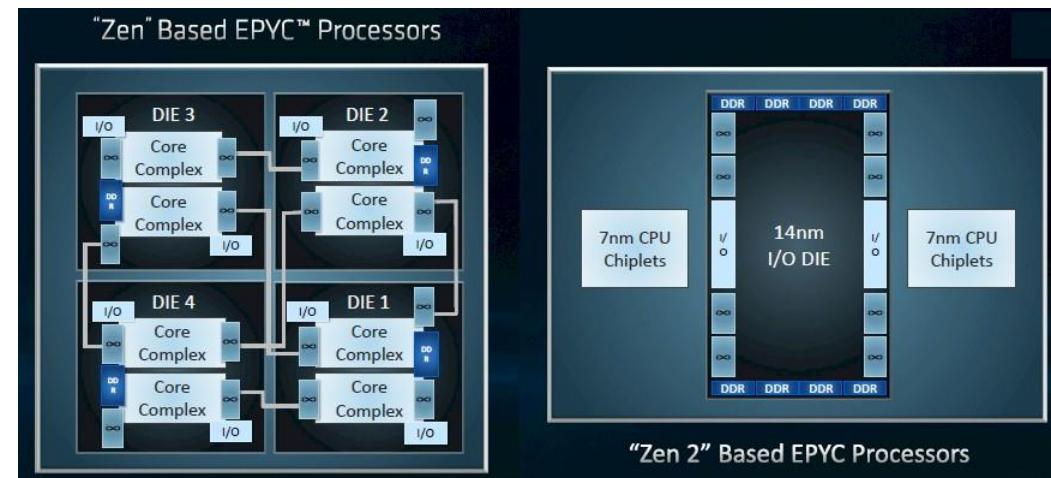 “Zen” Based EPYC™ Processors
DIE 3
I/O
Core
Complex
∞
∞
DD
R
Core
Complex
∞
∞
I/O
DIE 2
I/O
∞
Core
Complex
∞
DD
R
Core
Complex
∞
∞
I/O
DIE 4
I/O
Core
Complex
∞
∞
DD
R
Core
Complex
∞
∞
I/O
DIE 1
I/O
∞
Core
Complex
∞
DD
R
Core
Complex
∞
I/O
DDR DDR DDR DDR
∞ ∞
∞ ∞
7nm CPU
Chiplets
I/
O
14nm
I/O DIE
I/
O
7nm CPU
Chiplets
∞ ∞
∞ ∞
DDR DDR DDR DDR
“Zen 2” Based EPYC Processors